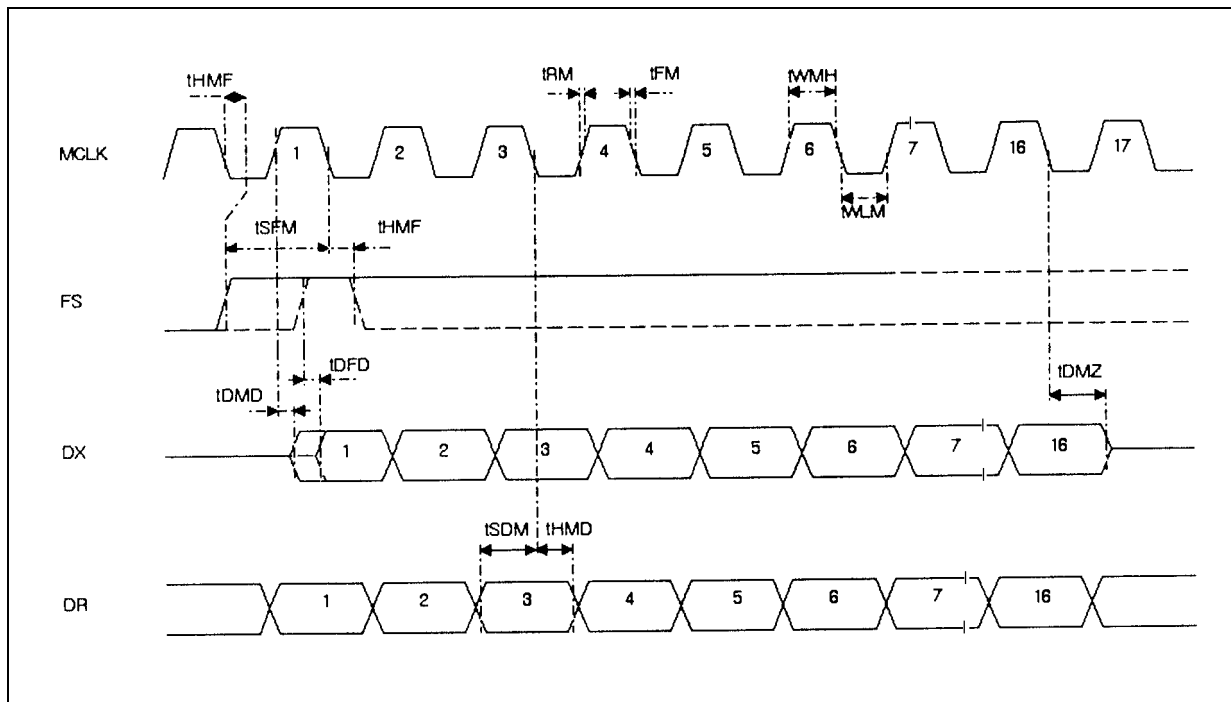 tHMF tRM tFM tWMH
MCLK 1 2 3 4 5 6 7 16 17
tWLM
tSFM tHMF
FS
tDFD
tDMD tDMZ
DX 1 2 3 4 5 6 7 16
tSDM tHMD
DR 1 2 3 4 5 6 7 16